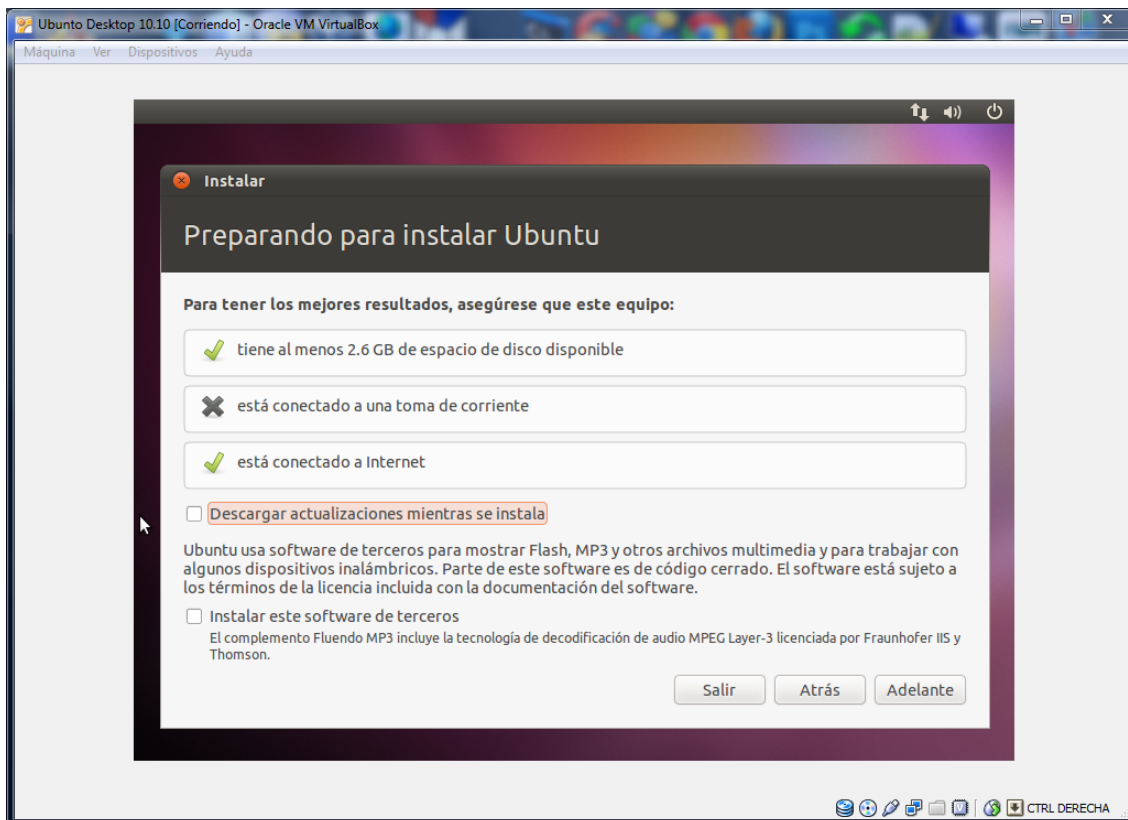 Ubunto Desktop 10.10 [Corriendo] - Oracle VM VirtualBox
Máquina Ver Dispositivos Ayuda
Instalar
Preparando para instalar Ubuntu
Para tener los mejores resultados, asegúrese que este equipo:
tiene al menos 2.6 GB de espacio de disco disponible
está conectado a una toma de corriente
está conectado a Internet
Descargar actualizaciones mientras se instala
Ubuntu usa software de terceros para mostrar Flash, MP3 y otros archivos multimedia y para trabajar con
algunos dispositivos inalámbricos. Parte de este software es de código cerrado. El software está sujeto a
los términos de la licencia incluida con la documentación del software.
Instalar este software de terceros
El complemento Fluendo MP3 incluye la tecnología de decodificación de audio MPEG Layer-3 licenciada por Fraunhofer IIS y
Thomson.
Salir Atrás Adelante
CTRL DERECHA